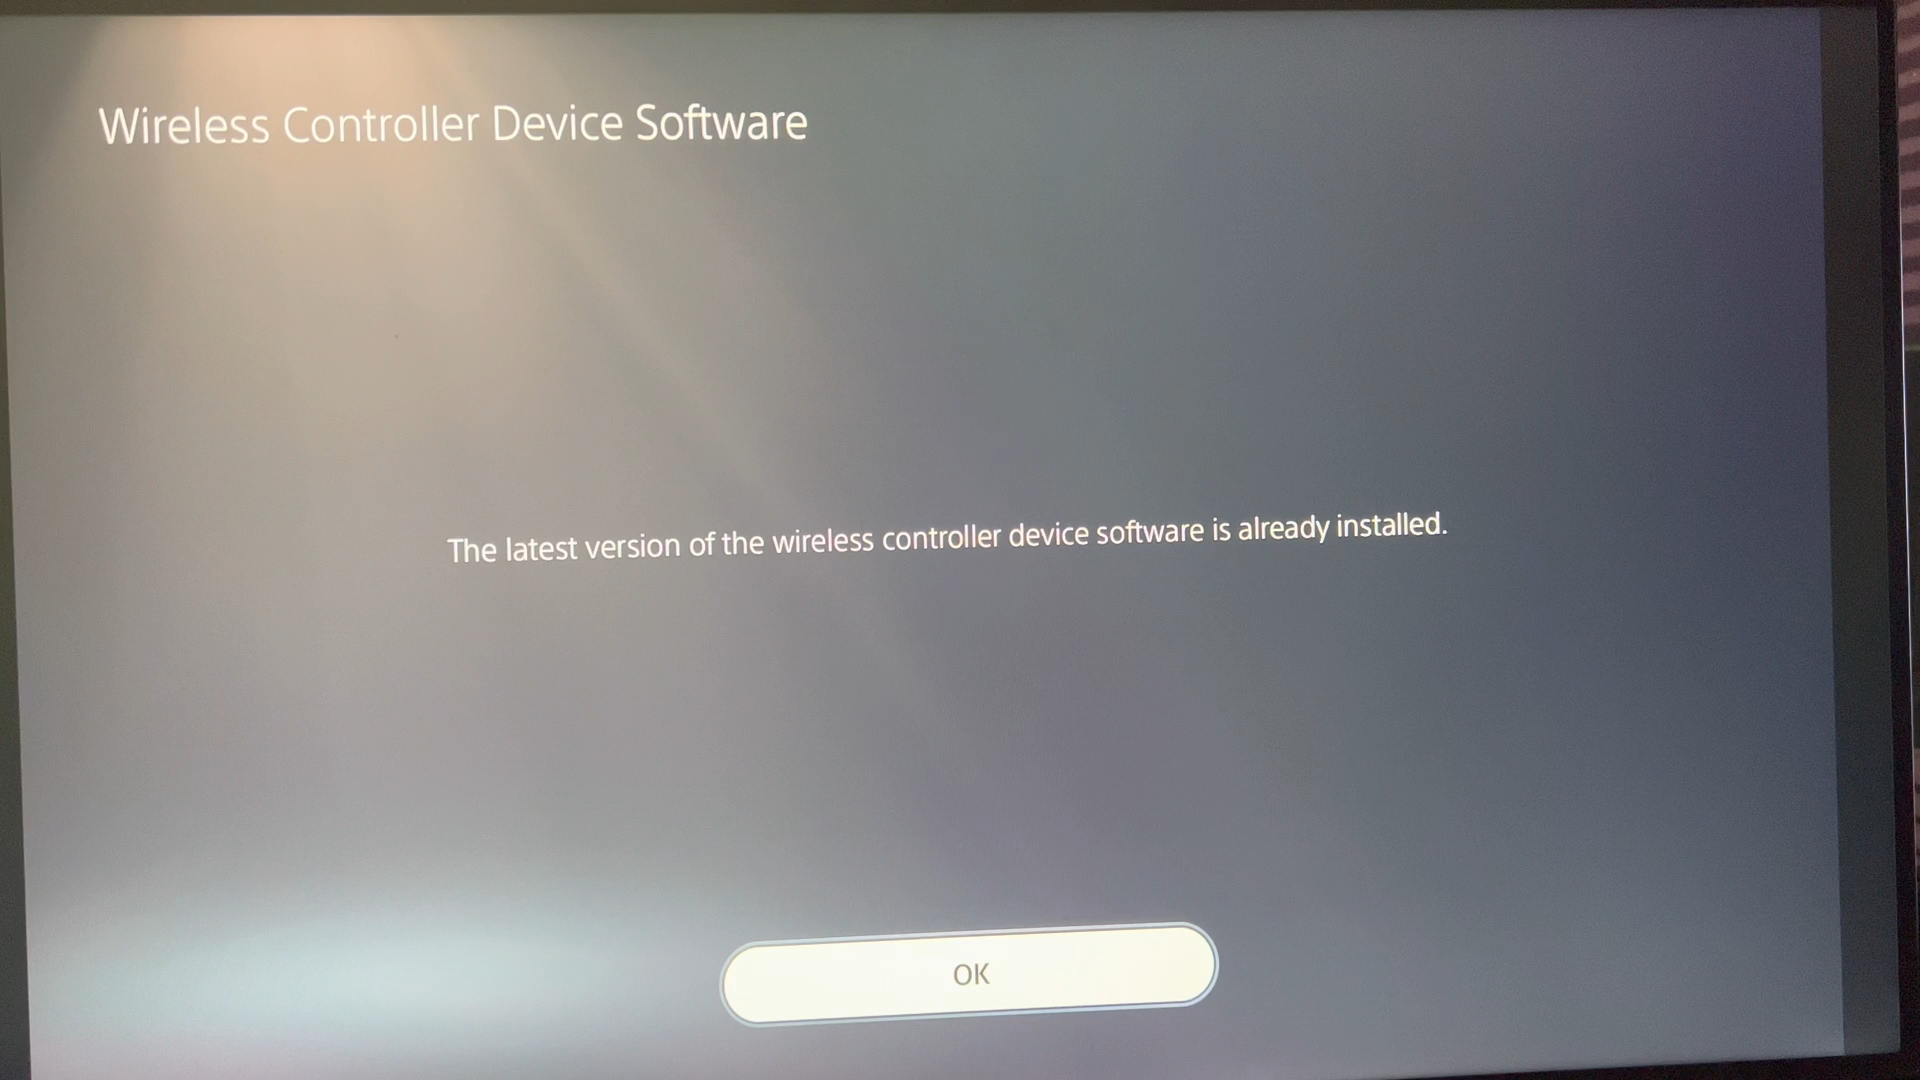 Wireless Controller Device Software
The latest version of the wireless controller device software is already installed.
OK